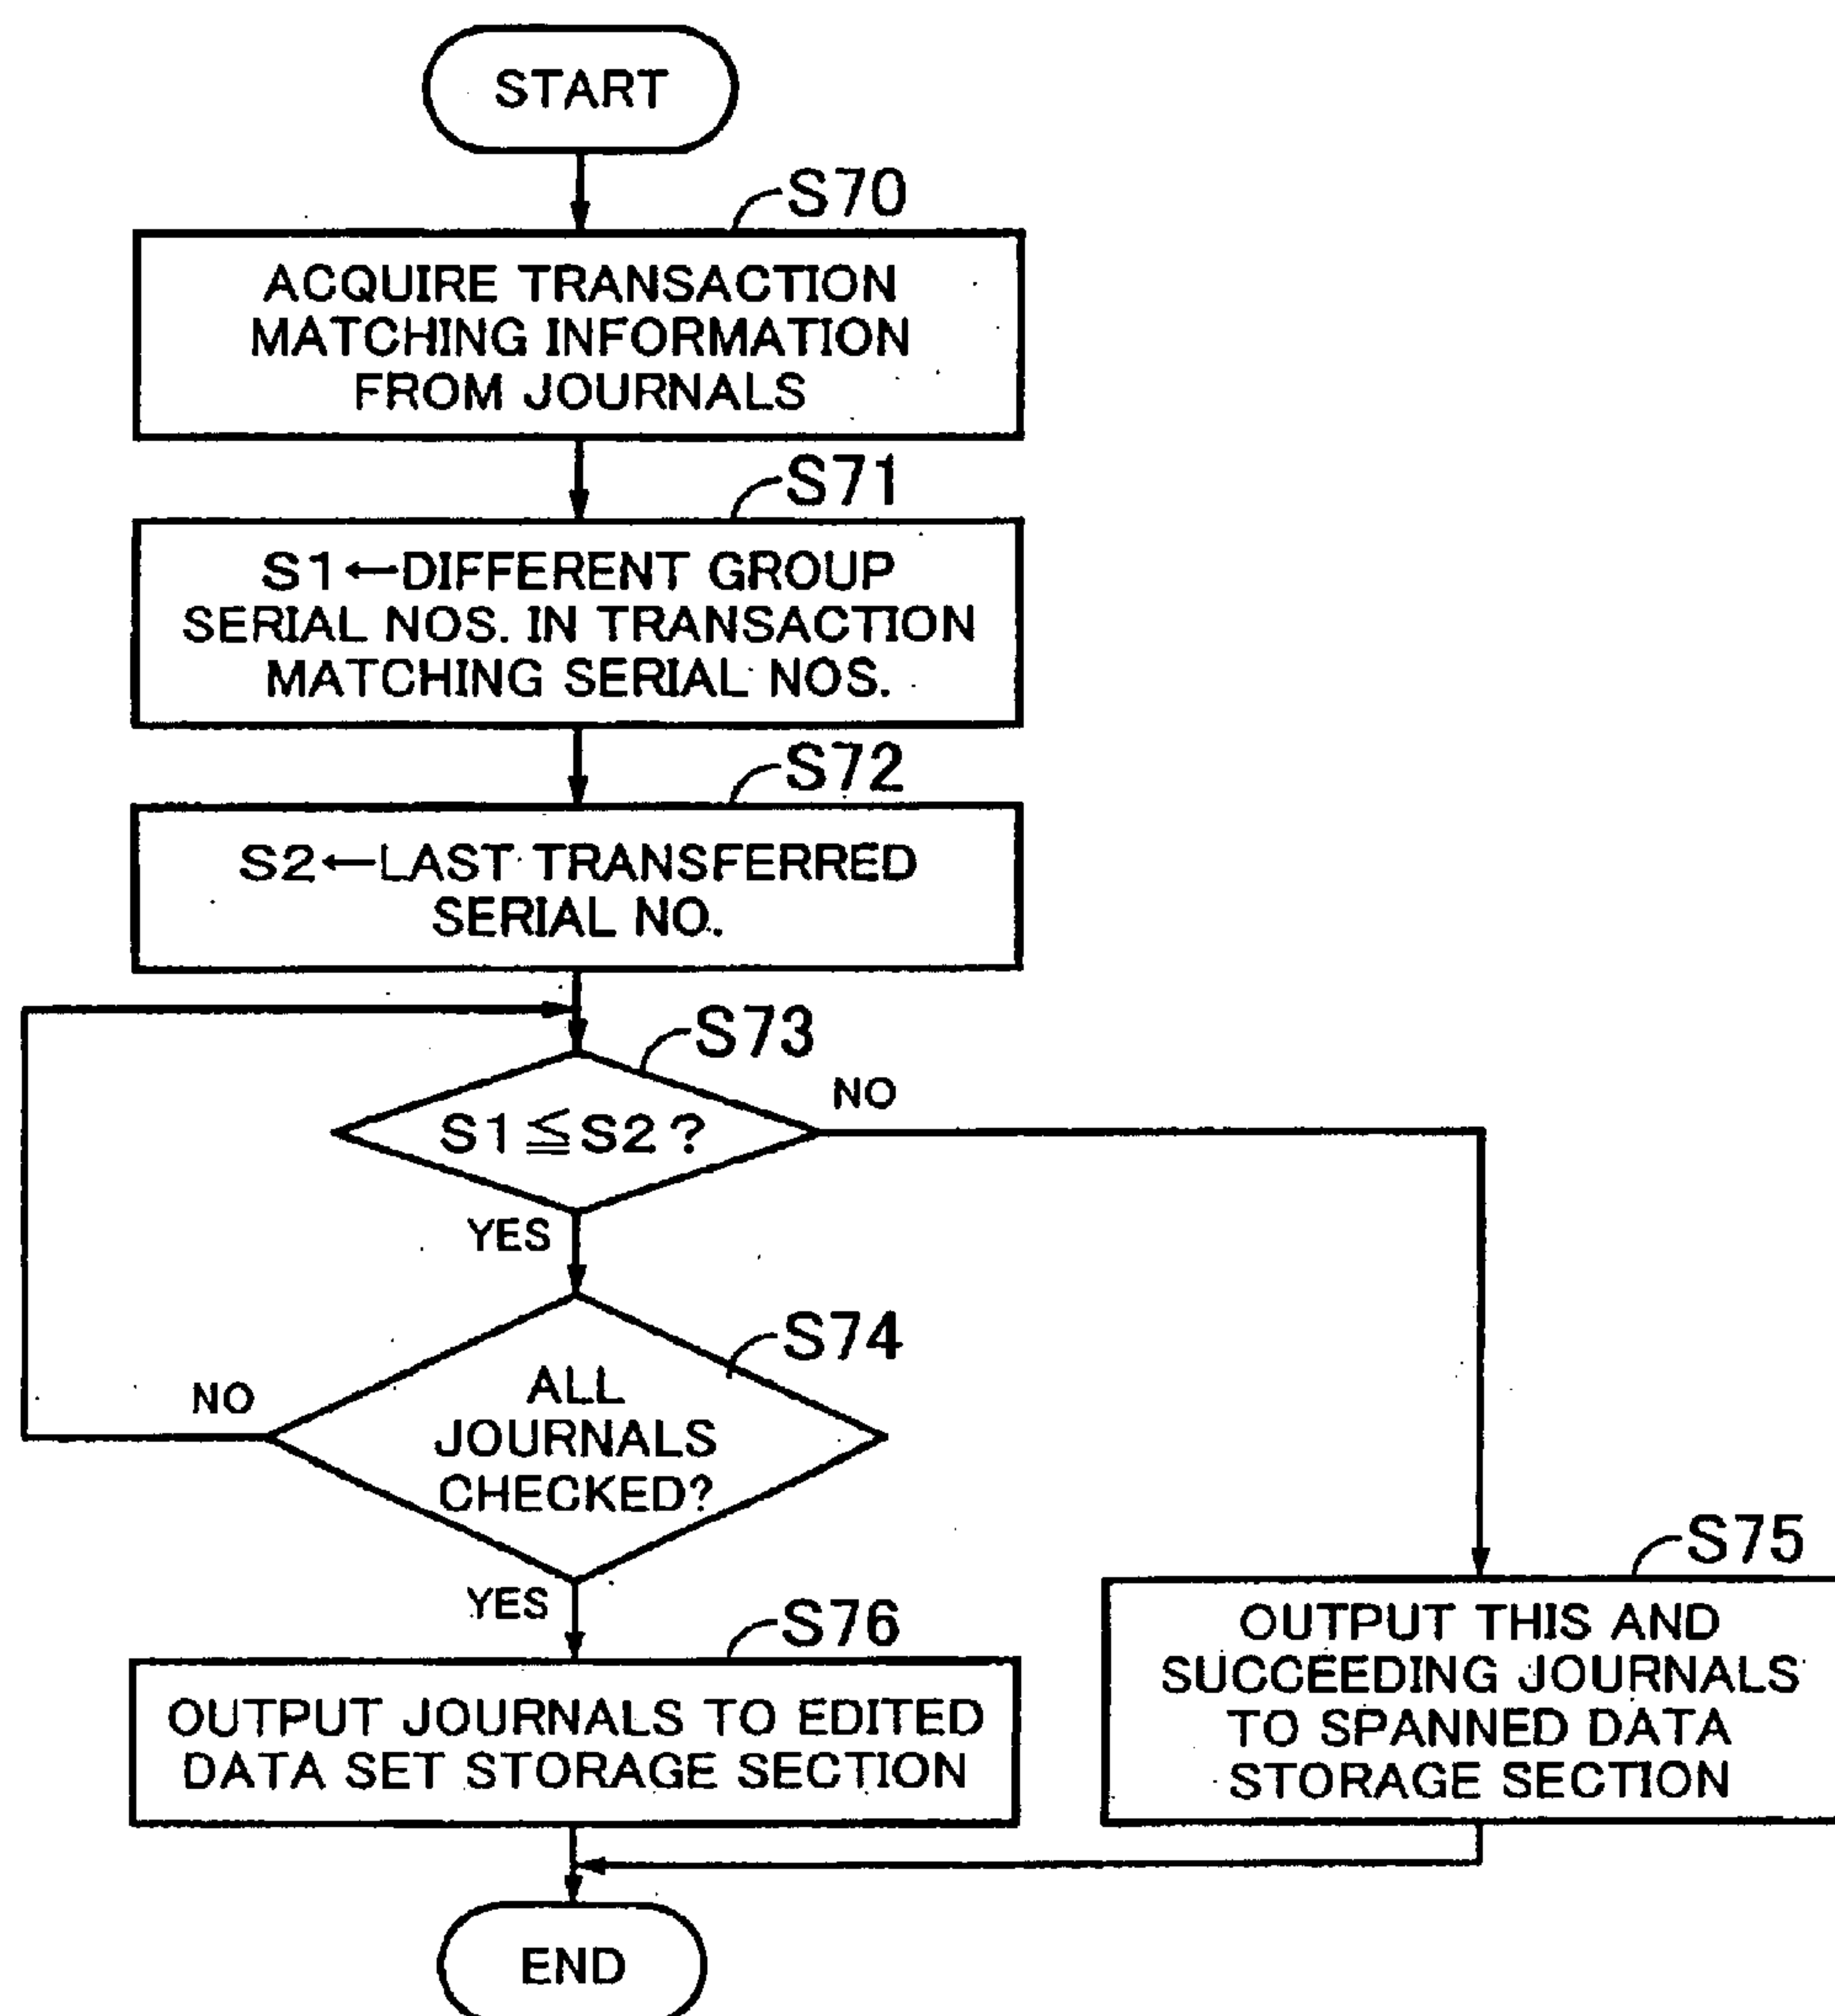 START
S70
ACQUIRE TRANSACTION
MATCHING INFORMATION
FROM JOURNALS
S71
S1←DIFFERENT GROUP
SERIAL NOS. IN TRANSACTION
MATCHING SERIAL NOS.
S72
S2←LAST TRANSFERRED
SERIAL NO.
S73
S1≦S2?
NO
YES
S74
ALL
JOURNALS
CHECKED?
NO
YES
S75
OUTPUT THIS AND
SUCCEEDING JOURNALS
TO SPANNED DATA
STORAGE SECTION
S76
OUTPUT JOURNALS TO EDITED
DATA SET STORAGE SECTION
END